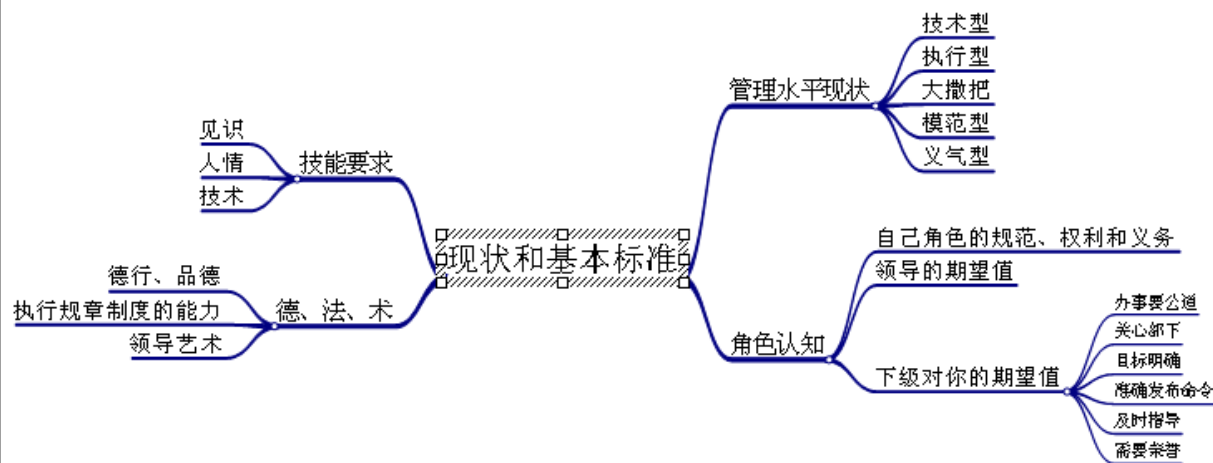 现状和基本标准
管理水平现状
技术型
执行型
大撒把
模范型
义气型
角色认知
自己角色的规范、权利和义务
领导的期望值
下级对你的期望值
办事要公道
关心部下
目标明确
准确发布命令
及时指导
需要荣誉
技能要求
见识
人情
技术
德、法、术
德行、品德
执行规章制度的能力
领导艺术